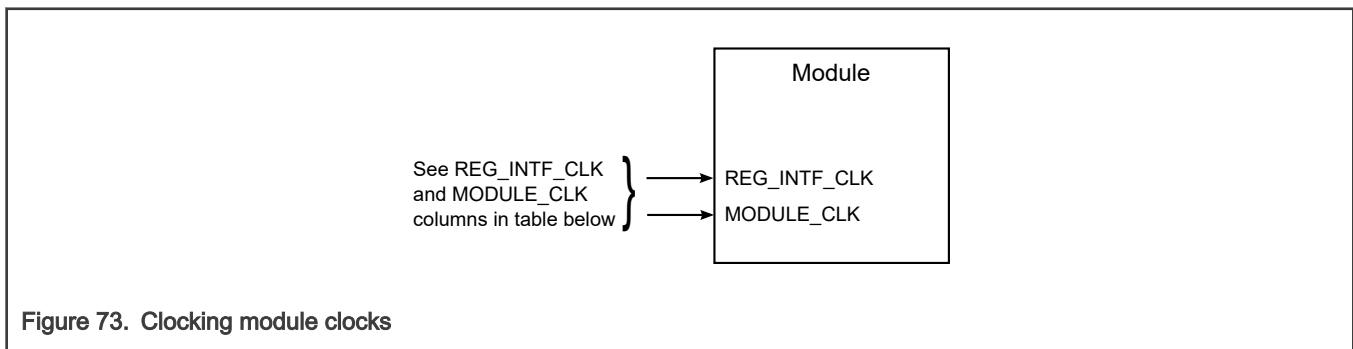 Module
See REG_INTF_CLK
and MODULE_CLK
columns in table below
REG_INTF_CLK
MODULE_CLK
Figure 73. Clocking module clocks